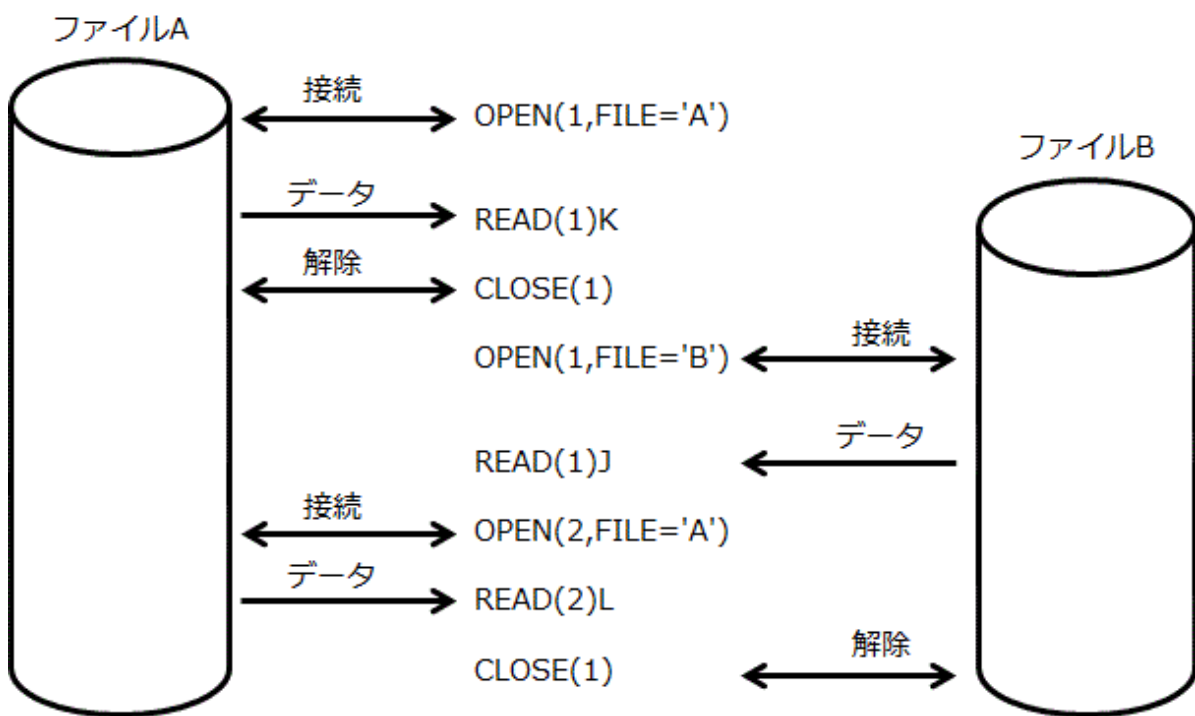 ファイルA
接続
OPEN(1,FILE='A')
ファイルB
データ
READ(1)K
解除
CLOSE(1)
OPEN(1,FILE='B')
接続
READ(1)J
データ
接続
OPEN(2,FILE='A')
データ
READ(2)L
CLOSE(1)
解除